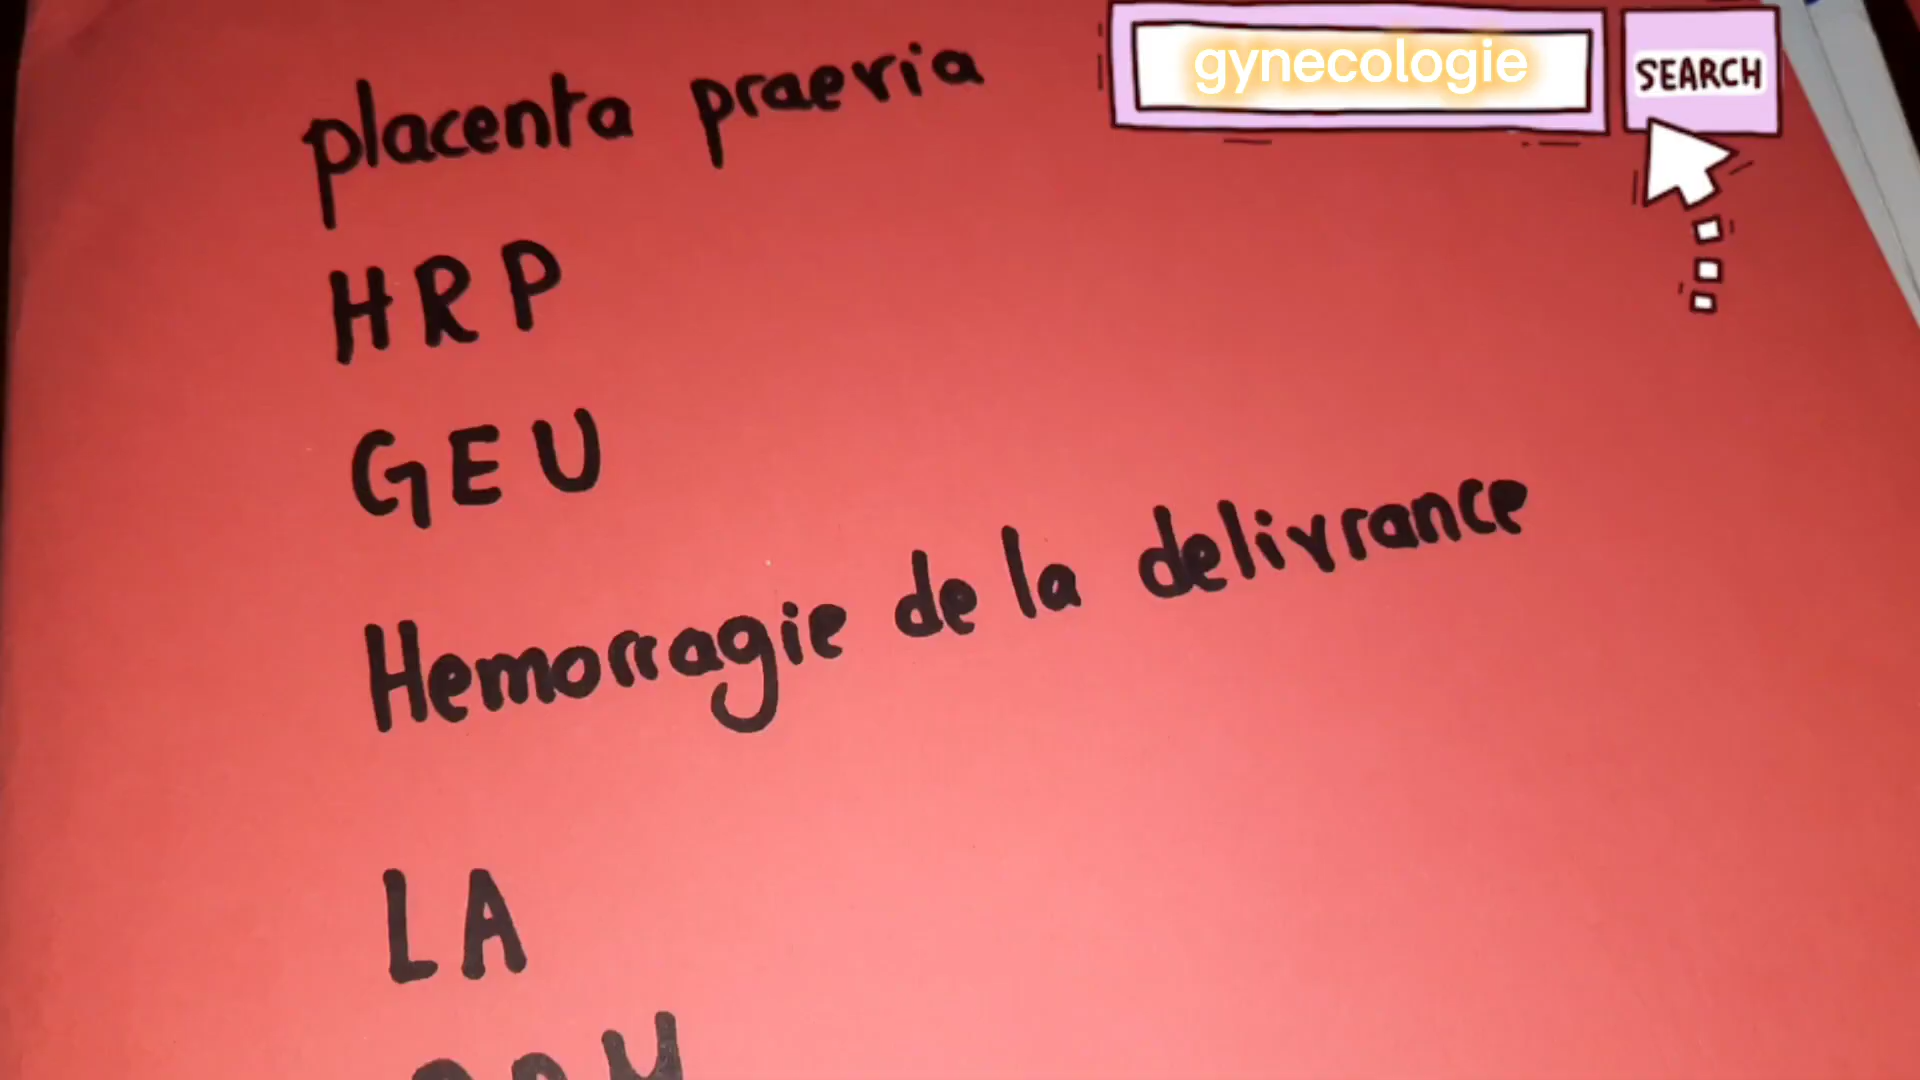 gynecologie
SEARCH
placenta praevia
HRP
GEU
Hemorragie de la delivrance
LA